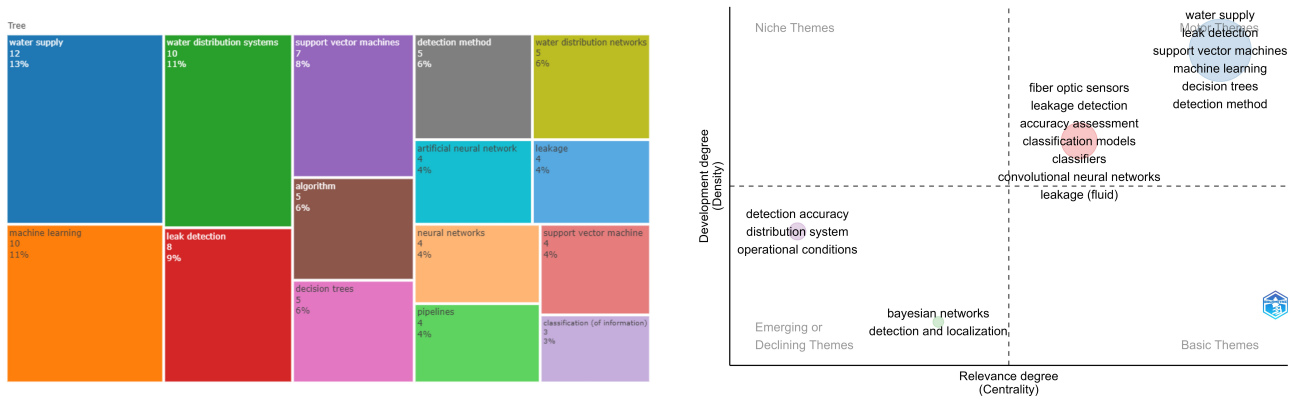 Tree
water supply
12
13%
water distribution systems
10
11%
support vector machines
7
8%
detection method
5
6%
water distribution networks
5
6%
artificial neural network
4
4%
leakage
4
4%
algorithm
5
6%
machine learning
10
11%
leak detection
8
9%
neural networks
4
4%
support vector machine
4
4%
decision trees
5
6%
pipelines
4
4%
classification (of information)
3
3%
Niche Themes
Motor Themes
water supply
leak detection
support vector machines
machine learning
decision trees
detection method
fiber optic sensors
leakage detection
accuracy assessment
classification models
classifiers
convolutional neural networks
leakage (fluid)
Development degree
(Density)
detection accuracy
distribution system
operational conditions
bayesian networks
detection and localization
Emerging or
Declining Themes
Basic Themes
Relevance degree
(Centrality)